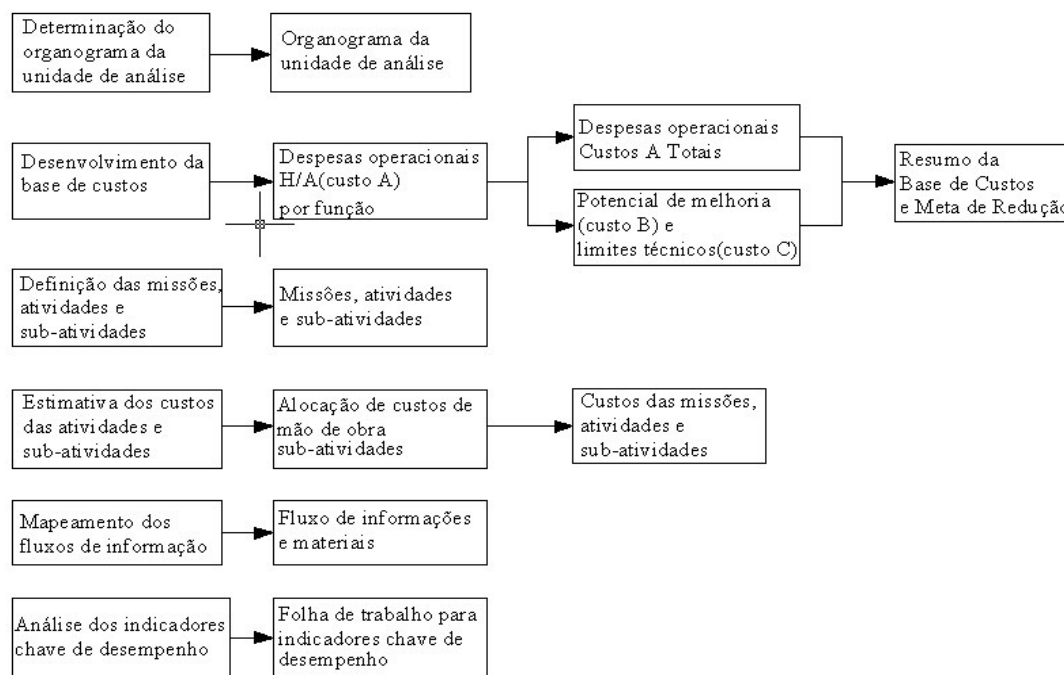 Determinação do
organograma da
unidade de análise
Organograma da
unidade de análise
Desenvolvimento da
base de custos
Despesas operacionais
H/A(custo A)
por função
Despesas operacionais
Custos A Totais
Potencial de melhoria
(custo B) e
limites técnicos(custo C)
Resumo da
Base de Custos
e Meta de Redução
Definição das missões,
atividades e
sub-atividades
Missões, atividades
e sub-atividades
Estimativa dos custos
das atividades e
sub-atividades
Alocação de custos de
mão de obra
sub-atividades
Custos das missões,
atividades e
sub-atividades
Mapeamento dos
fluxos de informação
Fluxo de informações
e materiais
Análise dos indicadores
chave de desempenho
Folha de trabalho para
indicadores chave de
desempenho